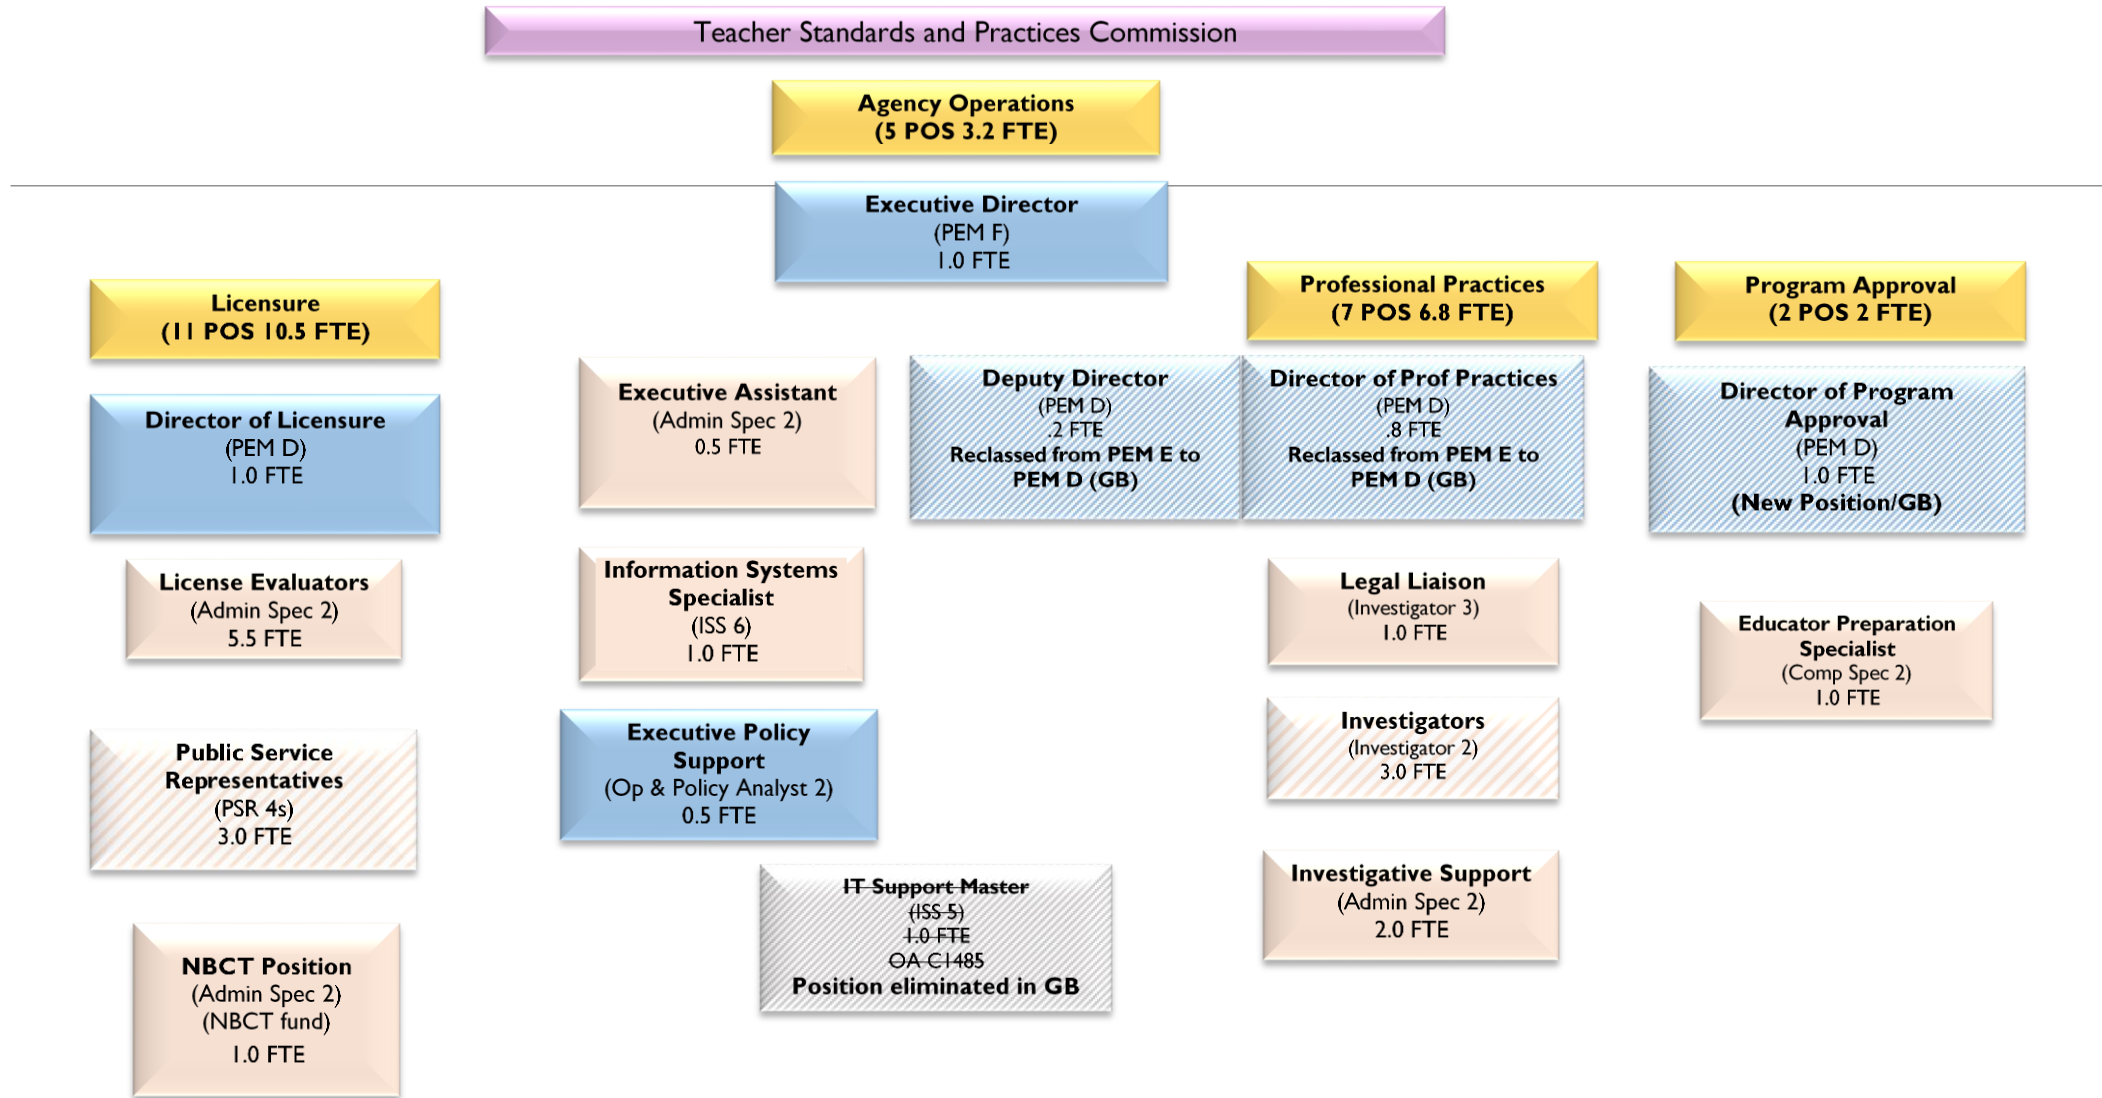 Teacher Standards and Practices Commission
Agency Operations
(5 POS 3.2 FTE)
Executive Director
(PEM F)
1.0 FTE
Licensure
(11 POS 10.5 FTE)
Director of Licensure
(PEM D)
1.0 FTE
License Evaluators
(Admin Spec 2)
5.5 FTE
Public Service
Representatives
(PSR 4s)
3.0 FTE
NBCT Position
(Admin Spec 2)
(NBCT fund)
1.0 FTE
Executive Assistant
(Admin Spec 2)
0.5 FTE
Information Systems
Specialist
(ISS 6)
1.0 FTE
Executive Policy
Support
(Op & Policy Analyst 2)
0.5 FTE
IT Support Master
(ISS 5)
1.0 FTE
OA C1485
Position eliminated in GB
Deputy Director
(PEM D)
.2 FTE
Reclassed from PEM E to
PEM D (GB)
Professional Practices
(7 POS 6.8 FTE)
Director of Prof Practices
(PEM D)
.8 FTE
Reclassed from PEM E to
PEM D (GB)
Legal Liaison
(Investigator 3)
1.0 FTE
Investigators
(Investigator 2)
3.0 FTE
Investigative Support
(Admin Spec 2)
2.0 FTE
Program Approval
(2 POS 2 FTE)
Director of Program
Approval
(PEM D)
1.0 FTE
(New Position/GB)
Educator Preparation
Specialist
(Comp Spec 2)
1.0 FTE